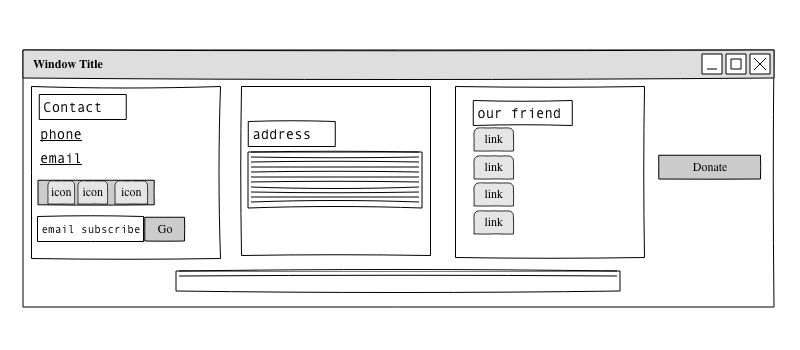 Window Title
Contact
phone
email
icon icon icon
email subscribe Go
address
our friend
link
link
link
link
Donate